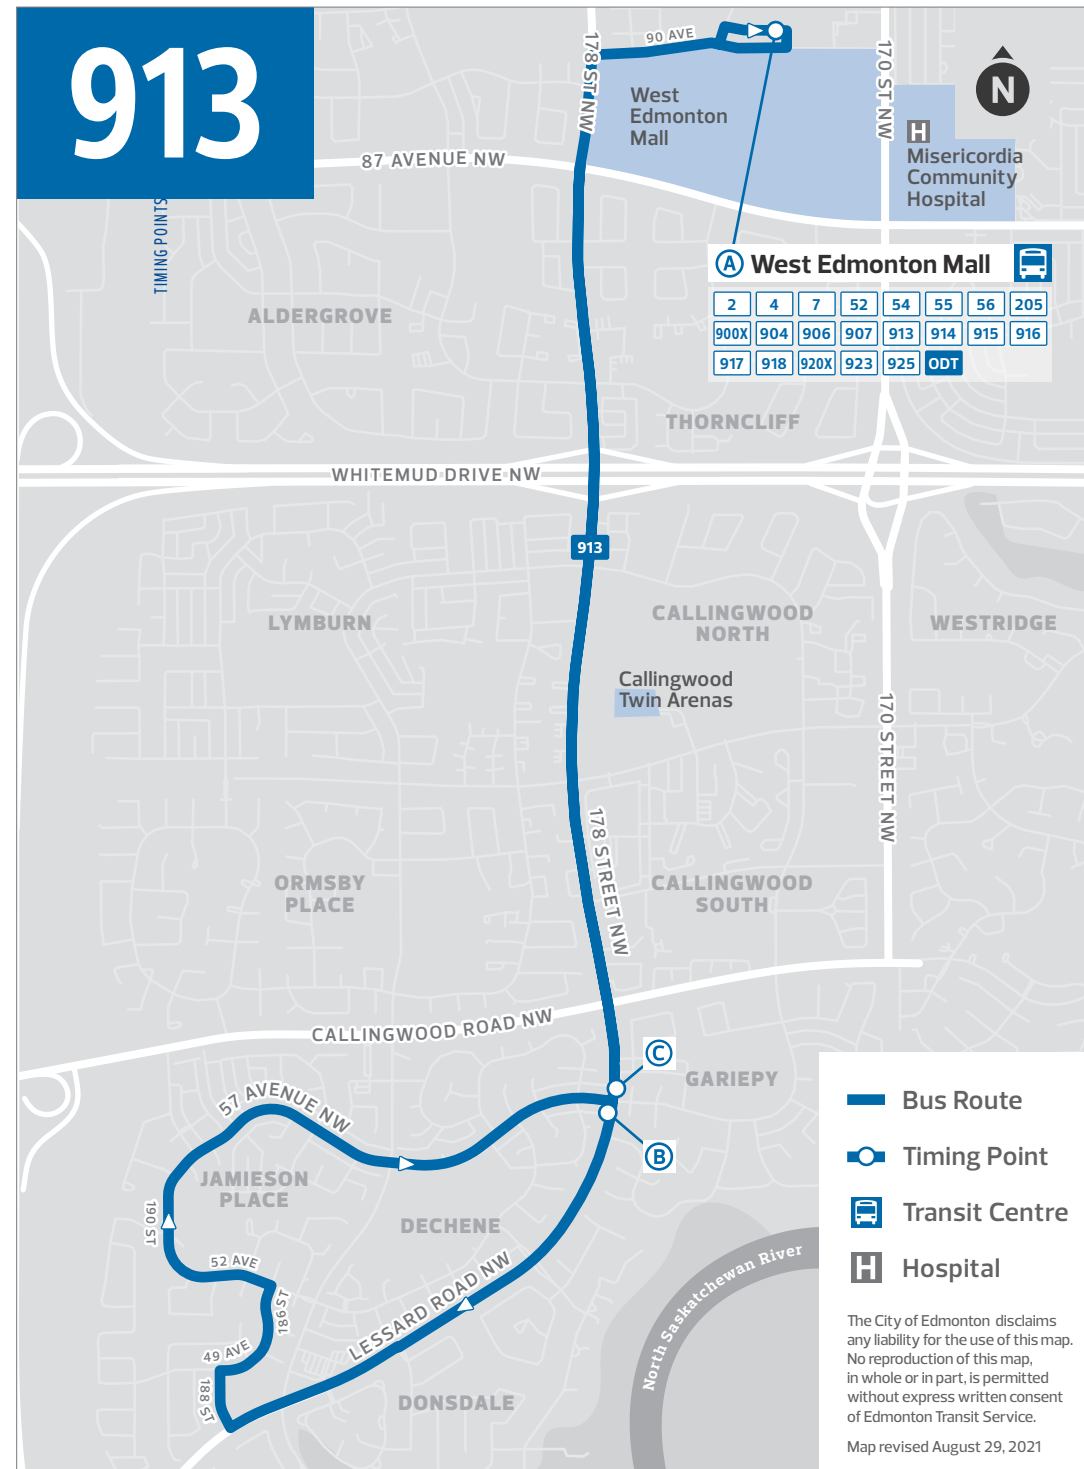 913
TIMING POINTS
178 ST NW
90 AVE
170 ST NW
N
West
Edmonton
Mall
H
Misericordia
Community
Hospital
87 AVENUE NW
A West Edmonton Mall
2 4 7 52 54 55 56 205
900X 904 906 907 913 914 915 916
917 918 920X 923 925 ODT
ALDERGROVE
THORNCLIFF
WHITEMUD DRIVE NW
913
LYMBURN
CALLINGWOOD
NORTH
WESTRIDGE
Callingwood
Twin Arenas
170 STREET NW
178 STREET NW
ORMSBY
PLACE
CALLINGWOOD
SOUTH
CALLINGWOOD ROAD NW
C
GARIEPY
57 AVENUE NW
B
JAMIESON
PLACE
190 ST
DECHENE
52 AVE
186 ST
LESSARD ROAD NW
49 AVE
188 ST
DONSDALE
North Saskatchewan River
Bus Route
Timing Point
Transit Centre
H Hospital
The City of Edmonton disclaims
any liability for the use of this map.
No reproduction of this map,
in whole or in part, is permitted
without express written consent
of Edmonton Transit Service.
Map revised August 29, 2021